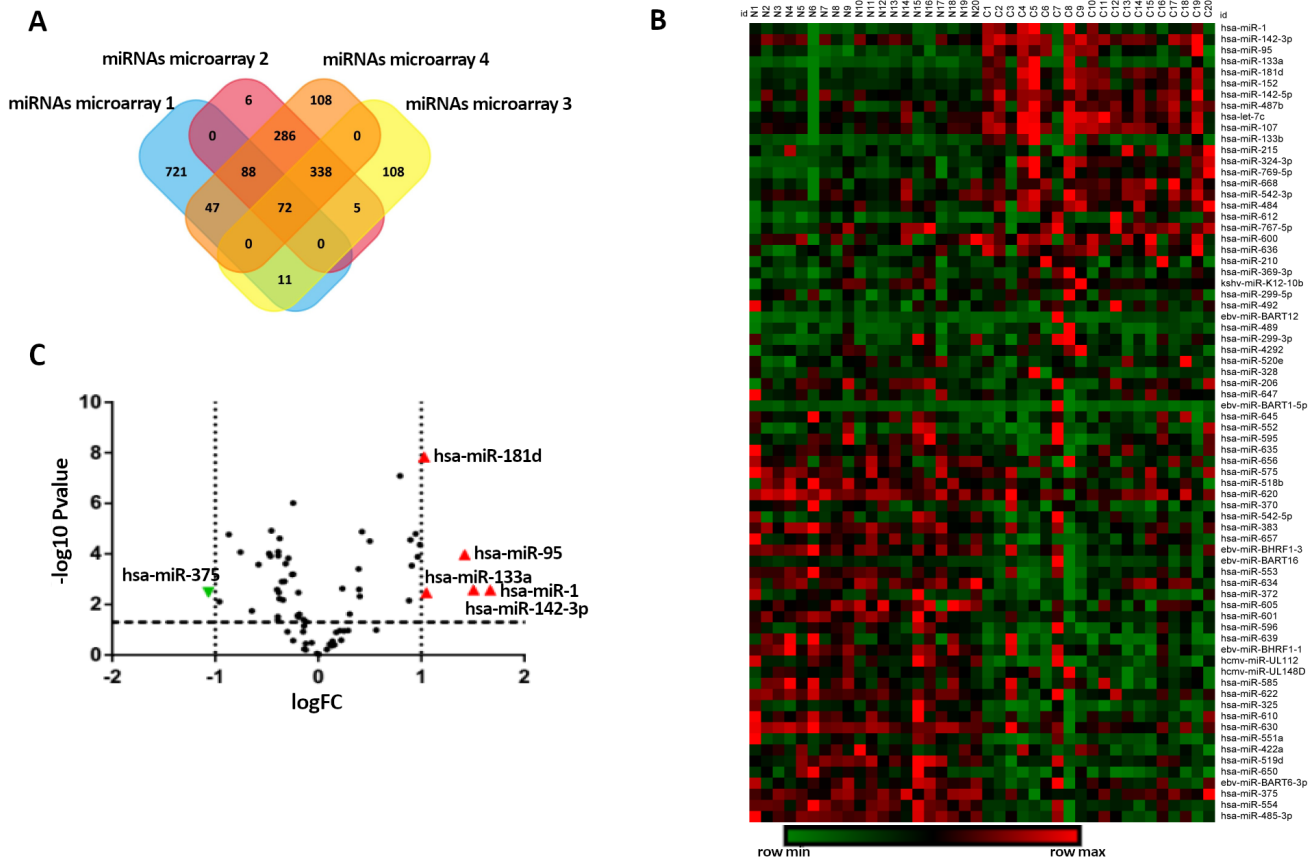 A
miRNAs microarray 2
miRNAs microarray 4
miRNAs microarray 1
miRNAs microarray 3
6
108
0
286
0
721
88
338
108
47
72
5
0
0
11
B
id N1 N2 N3 N4 N5 N6 N7 N8 N9 N10 N11 N12 N13 N14 N15 N16 N17 N18 N19 N20 C1 C2 C3 C4 C5 C6 C7 C8 C9 C10 C11 C12 C13 C14 C15 C16 C17 C18 C19 C20 id
hsa-miR-1
hsa-miR-142-3p
hsa-miR-95
hsa-miR-133a
hsa-miR-181d
hsa-miR-152
hsa-miR-142-5p
hsa-miR-487b
hsa-let-7c
hsa-miR-107
hsa-miR-133b
hsa-miR-215
hsa-miR-324-3p
hsa-miR-769-5p
hsa-miR-668
hsa-miR-542-3p
hsa-miR-484
hsa-miR-612
hsa-miR-767-5p
hsa-miR-600
hsa-miR-636
hsa-miR-210
hsa-miR-369-3p
kshv-miR-K12-10b
hsa-miR-299-5p
hsa-miR-492
ebv-miR-BART12
hsa-miR-489
hsa-miR-299-3p
hsa-miR-4292
hsa-miR-520e
hsa-miR-328
hsa-miR-206
hsa-miR-647
ebv-miR-BART1-5p
hsa-miR-645
hsa-miR-552
hsa-miR-595
hsa-miR-635
hsa-miR-656
hsa-miR-575
hsa-miR-518b
hsa-miR-620
hsa-miR-370
hsa-miR-542-5p
hsa-miR-383
hsa-miR-657
ebv-miR-BHRF1-3
ebv-miR-BART16
hsa-miR-553
hsa-miR-634
hsa-miR-372
hsa-miR-605
hsa-miR-601
hsa-miR-596
hsa-miR-639
ebv-miR-BHRF1-1
hcmv-miR-UL112
hcmv-miR-UL148D
hsa-miR-585
hsa-miR-622
hsa-miR-325
hsa-miR-610
hsa-miR-630
hsa-miR-551a
hsa-miR-422a
hsa-miR-519d
hsa-miR-650
ebv-miR-BART6-3p
hsa-miR-375
hsa-miR-554
hsa-miR-485-3p
row min
row max
C
10
8
6
4
2
0
-log10 Pvalue
hsa-miR-181d
hsa-miR-95
hsa-miR-375
hsa-miR-133a
hsa-miR-1
hsa-miR-142-3p
-2
-1
0
1
2
logFC